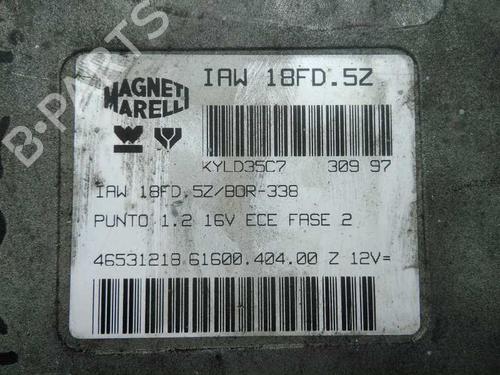 B-PARTS
MAGNETI
MARELLI
IAW 18FD.5Z
KYLD35C7 309 97
IAW 18FD.5Z/BOR-338
PUNTO 1.2 16V ECE FASE 2
46531218 61600.404.00 Z 12V=